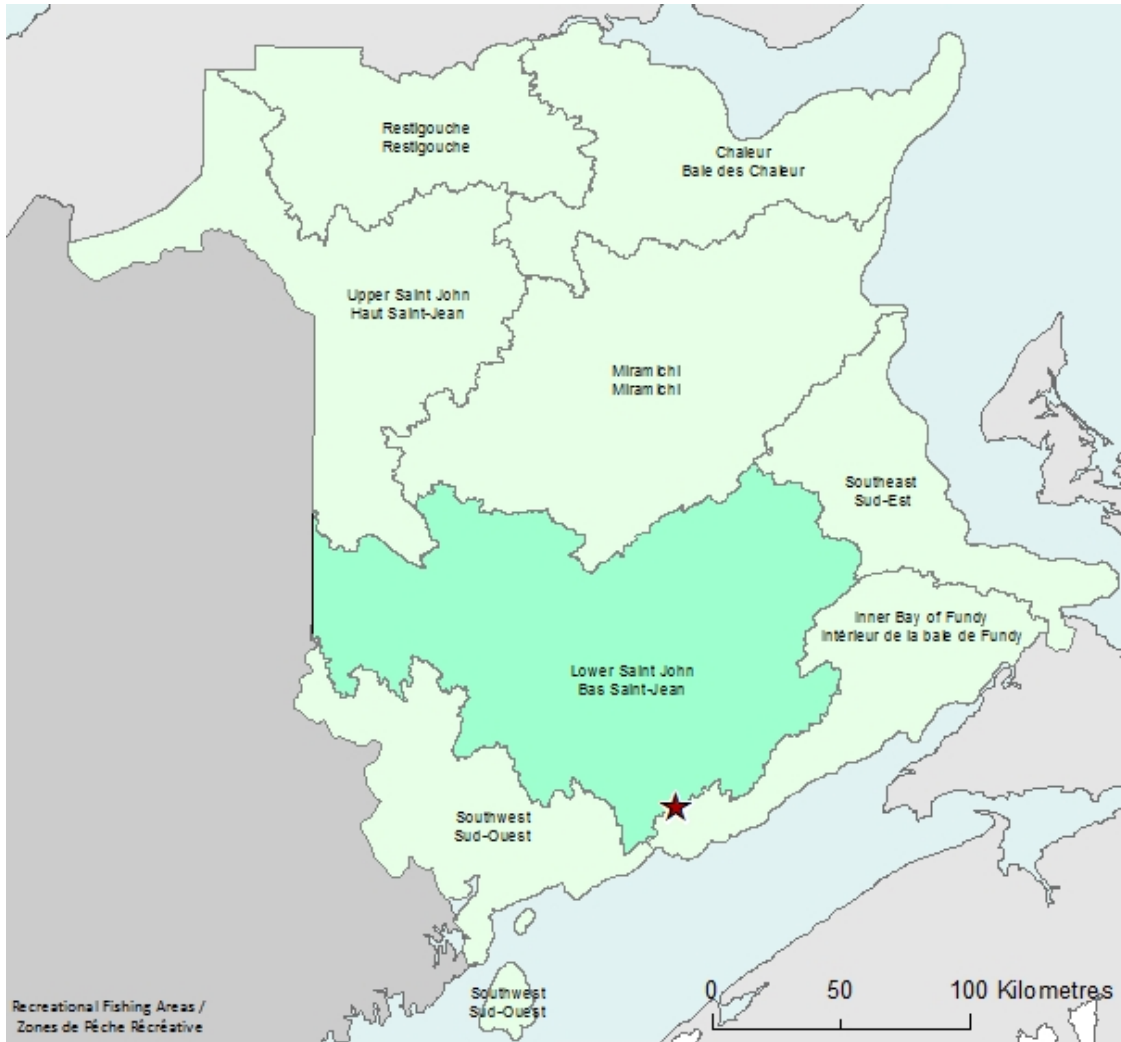 Restigouche
Restigouche
Chaleur
Baie des Chaleur
Upper Saint John
Haut Saint-Jean
Miramichi
Miramichi
Southeast
Sud-Est
Inner Bay of Fundy
Intérieur de la baie de Fundy
Lower Saint John
Bas Saint-Jean
Southwest
Sud-Ouest
Southwest
Sud-Ouest
0 50 100 Kilometres
Recreational Fishing Areas /
Zones de Pêche Récréative